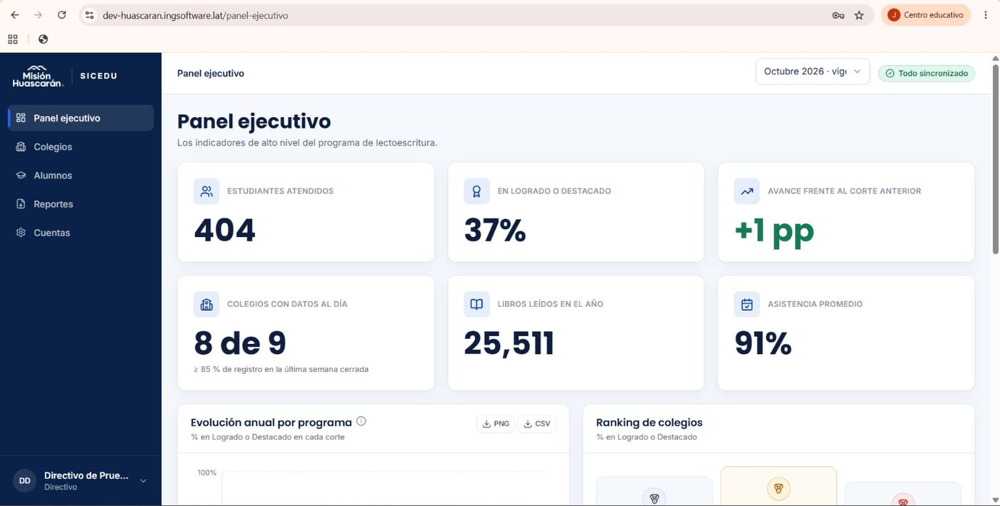 dev-huascaran.ingsoftware.lat/panel-ejecutivo
J Centro educativo
Misión Huascarán.
SICEDU
Panel ejecutivo
Colegios
Alumnos
Reportes
Cuentas
DD
Directivo de Prue...
Directivo
Panel ejecutivo
Octubre 2026 · vige
Todo sincronizado
Panel ejecutivo
Los indicadores de alto nivel del programa de lectoescritura.
ESTUDIANTES ATENDIDOS
404
EN LOGRADO O DESTACADO
37%
AVANCE FRENTE AL CORTE ANTERIOR
+1 pp
COLEGIOS CON DATOS AL DÍA
8 de 9
≥ 85 % de registro en la última semana cerrada
LIBROS LEÍDOS EN EL AÑO
25,511
ASISTENCIA PROMEDIO
91%
Evolución anual por programa
% en Logrado o Destacado en cada corte
PNG
CSV
100%
Ranking de colegios
% en Logrado o Destacado